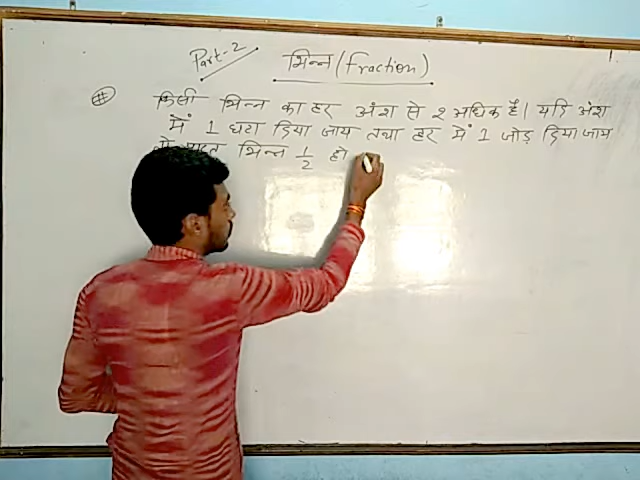 Part-2
भिन्न (fraction)
# किसी भिन्न का हर अंश से 2 अधिक है। यदि अंश
में 1 घटा दिया जाय तथा हर में 1 जोड़ दिया जाय
भिन्न 1/2 हो